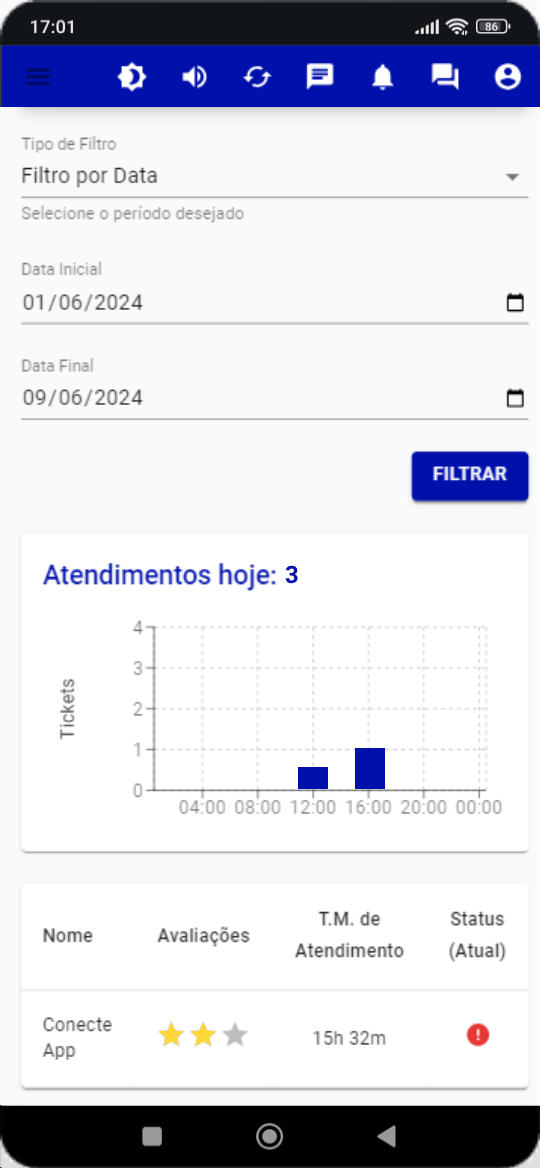 17:01
86
Tipo de Filtro
Filtro por Data
Selecione o período desejado
Data Inicial
01/06/2024
Data Final
09/06/2024
FILTRAR
Atendimentos hoje: 3
4
3
2
1
0
Tickets
04:00 08:00 12:00 16:00 20:00 00:00
Nome Avaliações T.M. de Atendimento Status (Atual)
Conecte App 15h 32m